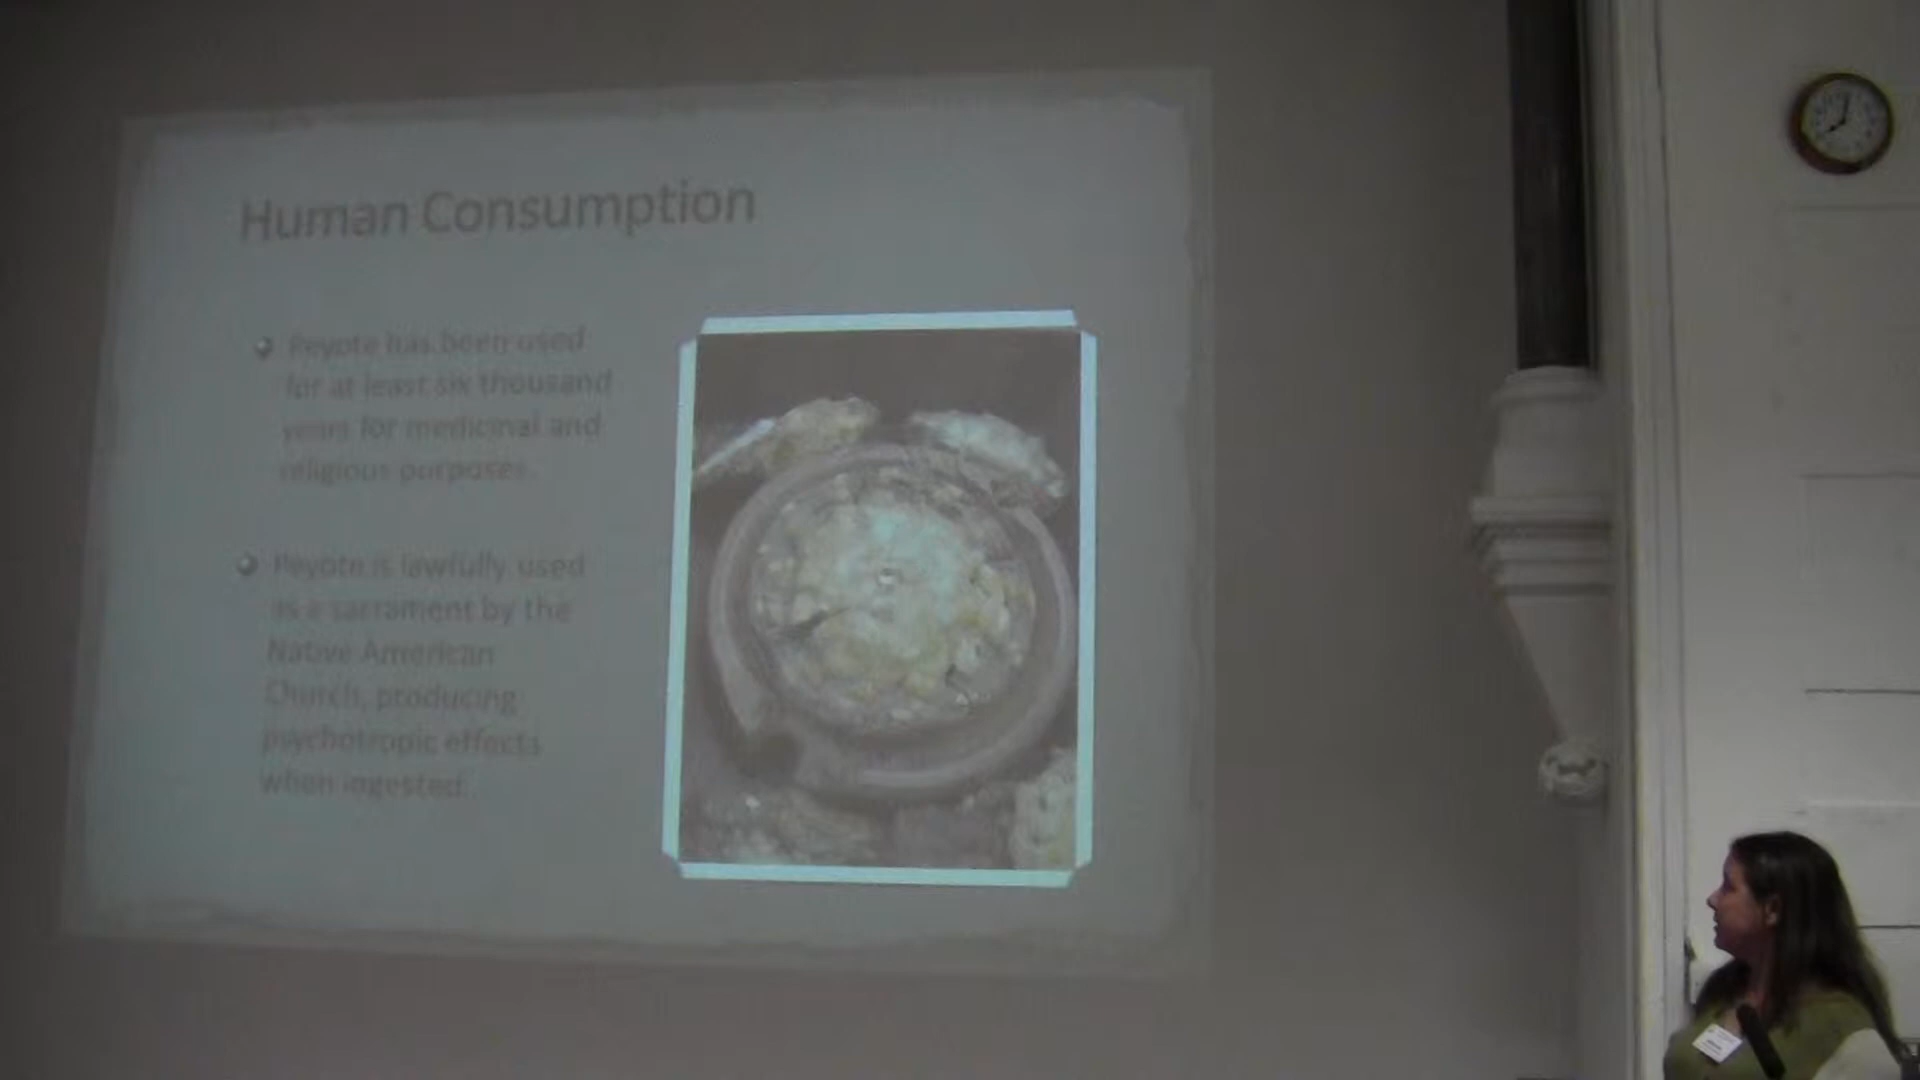 Human Consumption
Peyote has been used
for at least six thousand
years for medicinal and
religious purposes.
Peyote is lawfully used
as a sacrament by the
Native American
Church, producing
psychotropic effects
when ingested.